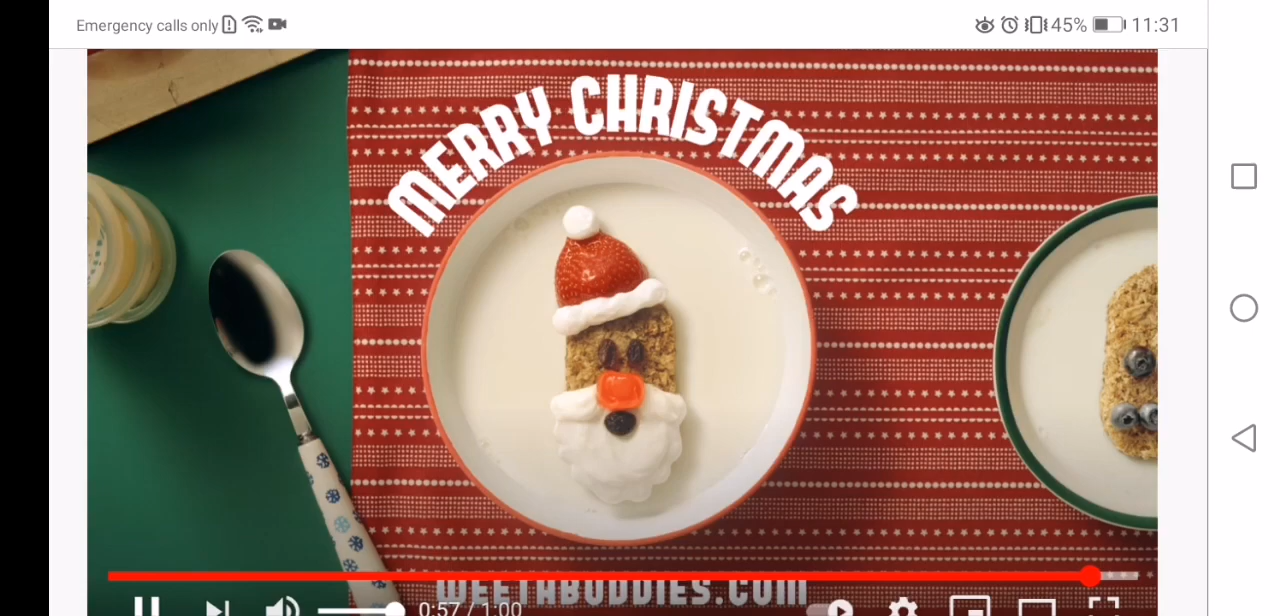 Emergency calls only
45% 11:31
MERRY CHRISTMAS
WEETABUDDIES.COM
0:57 / 1:00